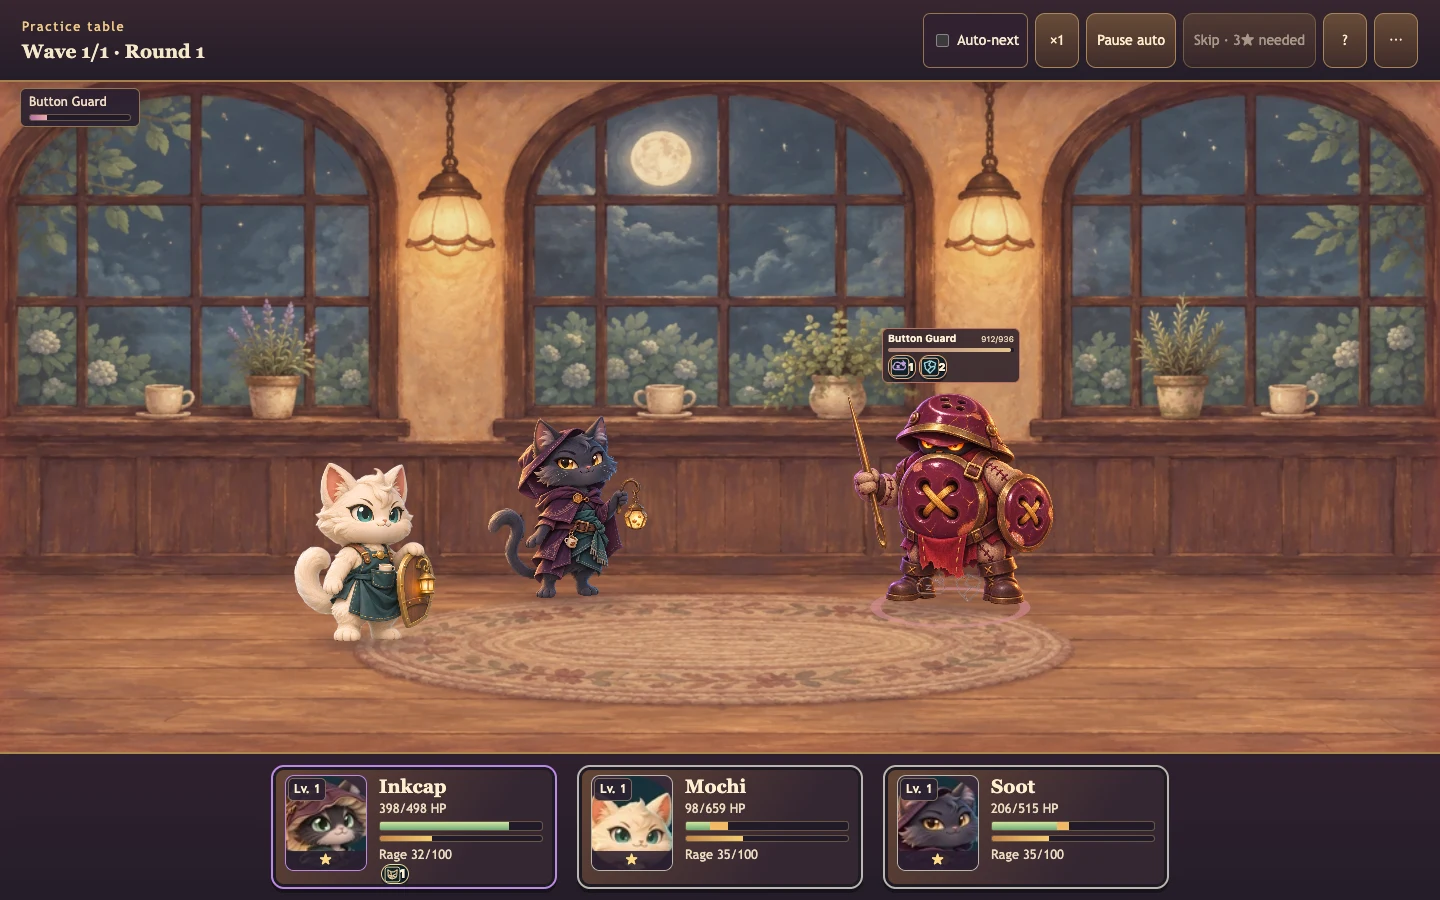 Practice table
Wave 1/1 · Round 1
Auto-next
×1
Pause auto
Skip · 3★ needed
?
···
Button Guard
Button Guard 912/936
1 2
Lv. 1
Inkcap
398/498 HP
Rage 32/100
1
Lv. 1
Mochi
98/659 HP
Rage 35/100
Lv. 1
Soot
206/515 HP
Rage 35/100